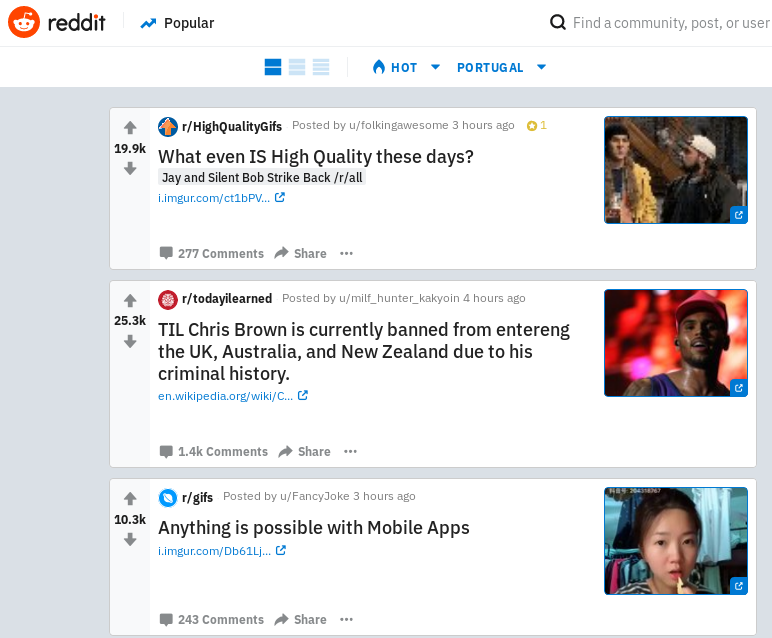 reddit
Popular
Find a community, post, or user
HOT
PORTUGAL
19.9k
r/HighQualityGifs Posted by u/folkingawesome 3 hours ago 1
What even IS High Quality these days?
Jay and Silent Bob Strike Back /r/all
i.imgur.com/ct1bPV...
277 Comments Share
25.3k
r/todayilearned Posted by u/milf_hunter_kakyoin 4 hours ago
TIL Chris Brown is currently banned from entereng
the UK, Australia, and New Zealand due to his
criminal history.
en.wikipedia.org/wiki/C...
1.4k Comments Share
10.3k
r/gifs Posted by u/FancyJoke 3 hours ago
Anything is possible with Mobile Apps
i.imgur.com/Db61Lj...
243 Comments Share